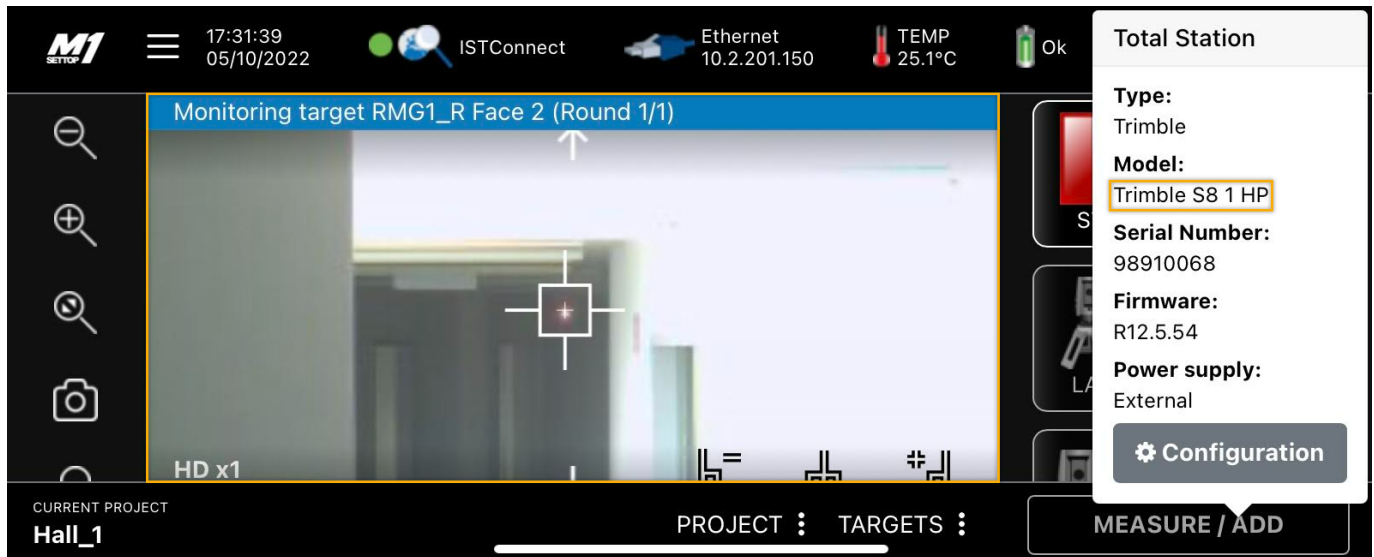 M1
SETTOP
17:31:39
05/10/2022
ISTConnect
Ethernet
10.2.201.150
TEMP
25.1°C
Ok
Monitoring target RMG1_R Face 2 (Round 1/1)
HD x1
Total Station
Type:
Trimble
Model:
Trimble S8 1 HP
Serial Number:
98910068
Firmware:
R12.5.54
Power supply:
External
Configuration
CURRENT PROJECT
Hall_1
PROJECT
TARGETS
MEASURE / ADD